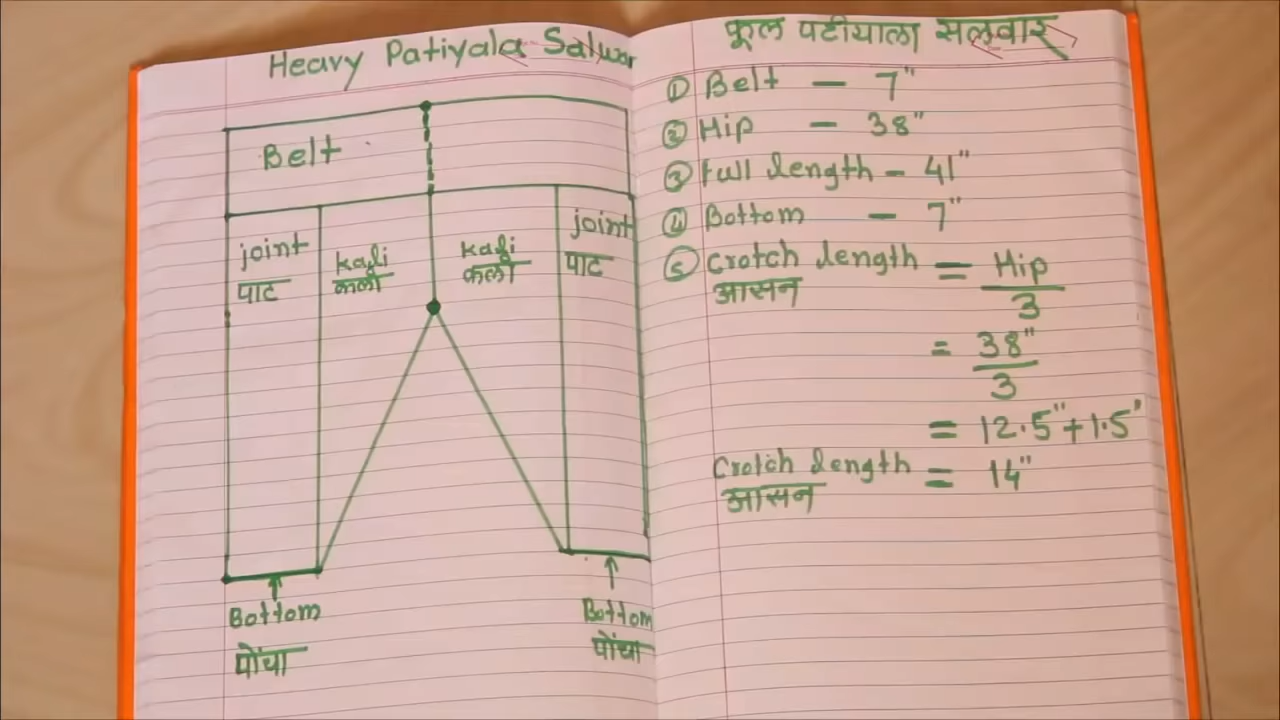 Heavy Patiyala Salwar
Belt
joint
पाट
kali
कली
kali
कली
joint
पाट
Bottom
पोंचा
Bottom
पोंचा
फूल पटीयाला सलवार
① Belt — 7"
② Hip — 38"
③ Full length — 41"
④ Bottom — 7"
⑤ Crotch length = Hip/3
आसन
= 38"/3
= 12.5"+1.5"
Crotch length = 14"
आसन